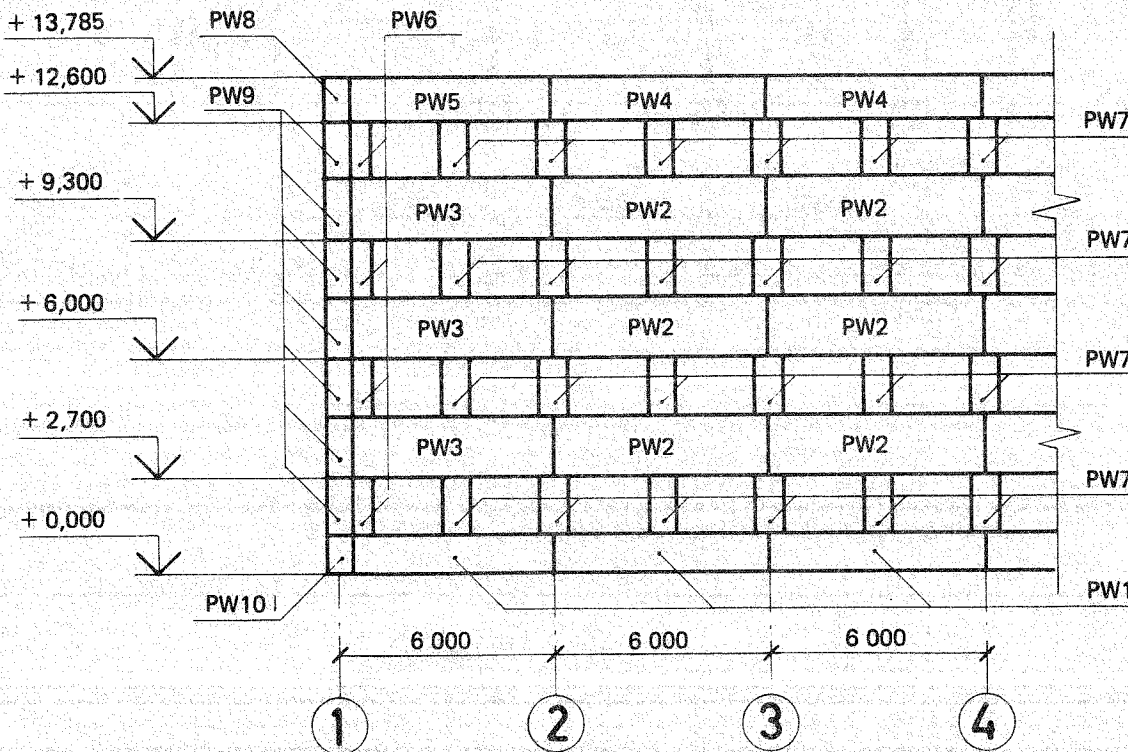 + 13,785
PW8
PW6
+ 12,600
PW9
PW5
PW4
PW4
PW7
+ 9,300
PW3
PW2
PW2
PW7
+ 6,000
PW3
PW2
PW2
PW7
+ 2,700
PW3
PW2
PW2
PW7
+ 0,000
PW10
PW1
6 000
6 000
6 000
1
2
3
4